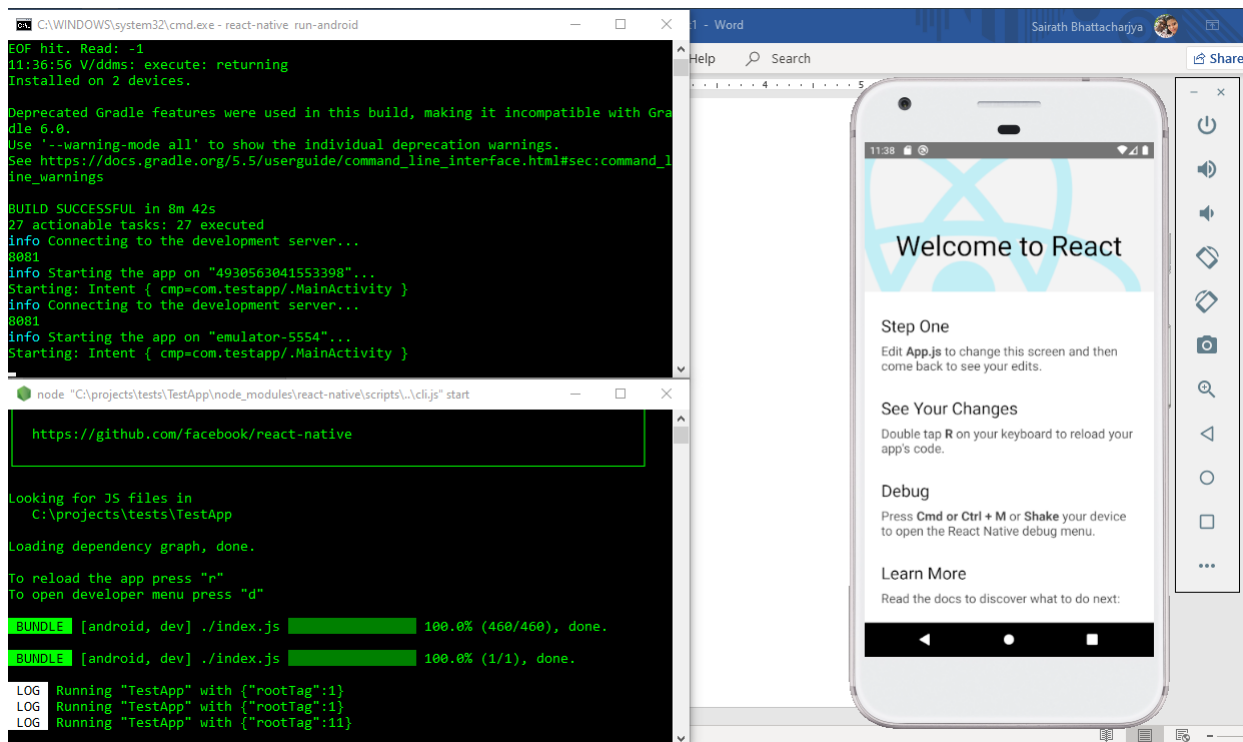 C:\WINDOWS\system32\cmd.exe - react-native run-android
EOF hit. Read: -1
11:36:56 V/ddms: execute: returning
Installed on 2 devices.
Deprecated Gradle features were used in this build, making it incompatible with Gra
dle 6.0.
Use '--warning-mode all' to show the individual deprecation warnings.
See https://docs.gradle.org/5.5/userguide/command_line_interface.html#sec:command_l
ine_warnings
BUILD SUCCESSFUL in 8m 42s
27 actionable tasks: 27 executed
info Connecting to the development server...
8081
info Starting the app on "4930563041553398"...
Starting: Intent { cmp=com.testapp/.MainActivity }
info Connecting to the development server...
8081
info Starting the app on "emulator-5554"...
Starting: Intent { cmp=com.testapp/.MainActivity }
node "C:\projects\tests\TestApp\node_modules\react-native\scripts\..\cli.js" start
https://github.com/facebook/react-native
Looking for JS files in
C:\projects\tests\TestApp
Loading dependency graph, done.
To reload the app press "r"
To open developer menu press "d"
BUNDLE [android, dev] ./index.js 100.0% (460/460), done.
BUNDLE [android, dev] ./index.js 100.0% (1/1), done.
LOG Running "TestApp" with {"rootTag":1}
LOG Running "TestApp" with {"rootTag":1}
LOG Running "TestApp" with {"rootTag":11}
1 - Word
Sairath Bhattacharjya
Help Search
Share
4 5
11:38
Welcome to React
Step One
Edit App.js to change this screen and then
come back to see your edits.
See Your Changes
Double tap R on your keyboard to reload your
app's code.
Debug
Press Cmd or Ctrl + M or Shake your device
to open the React Native debug menu.
Learn More
Read the docs to discover what to do next: